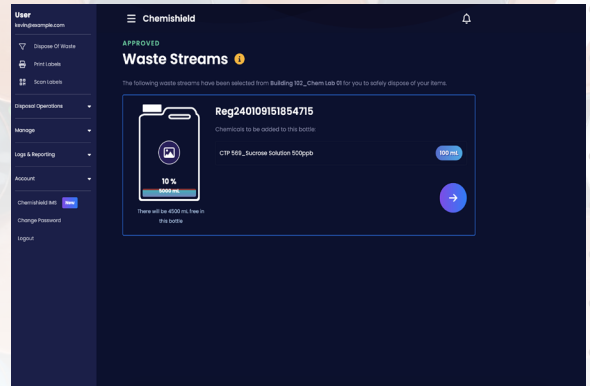 User
kevin@example.com
Dispose Of Waste
Print Labels
Scan Labels
Disposal Operations
Manage
Logs & Reporting
Account
Chemishield IMS New
Change Password
Logout
Chemishield
APPROVED
Waste Streams
The following waste streams have been selected from Building 102_Chem Lab 01 for you to safely dispose of your items.
10 %
5000 mL
There will be 4500 mL free in
this bottle
Reg240109151854715
Chemicals to be added to this bottle:
CTP 569_Sucrose Solution 500ppb
100 mL